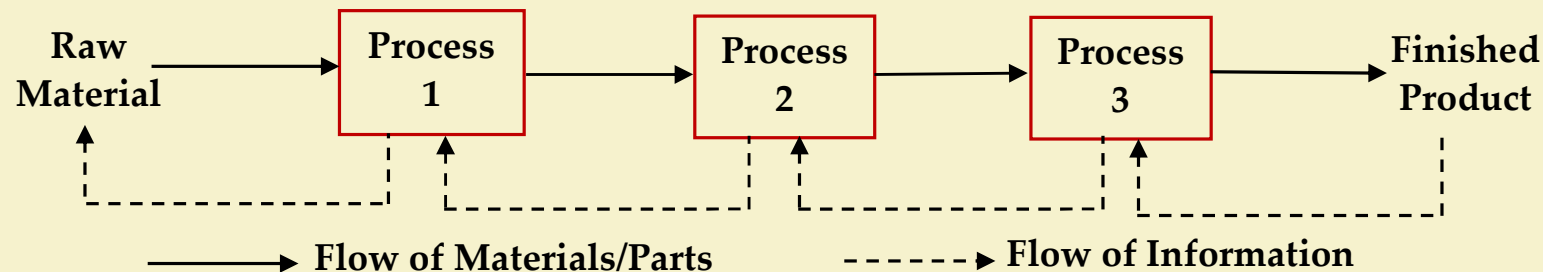 Raw
Material
Process
1
Process
2
Process
3
Finished
Product
Flow of Materials/Parts
Flow of Information